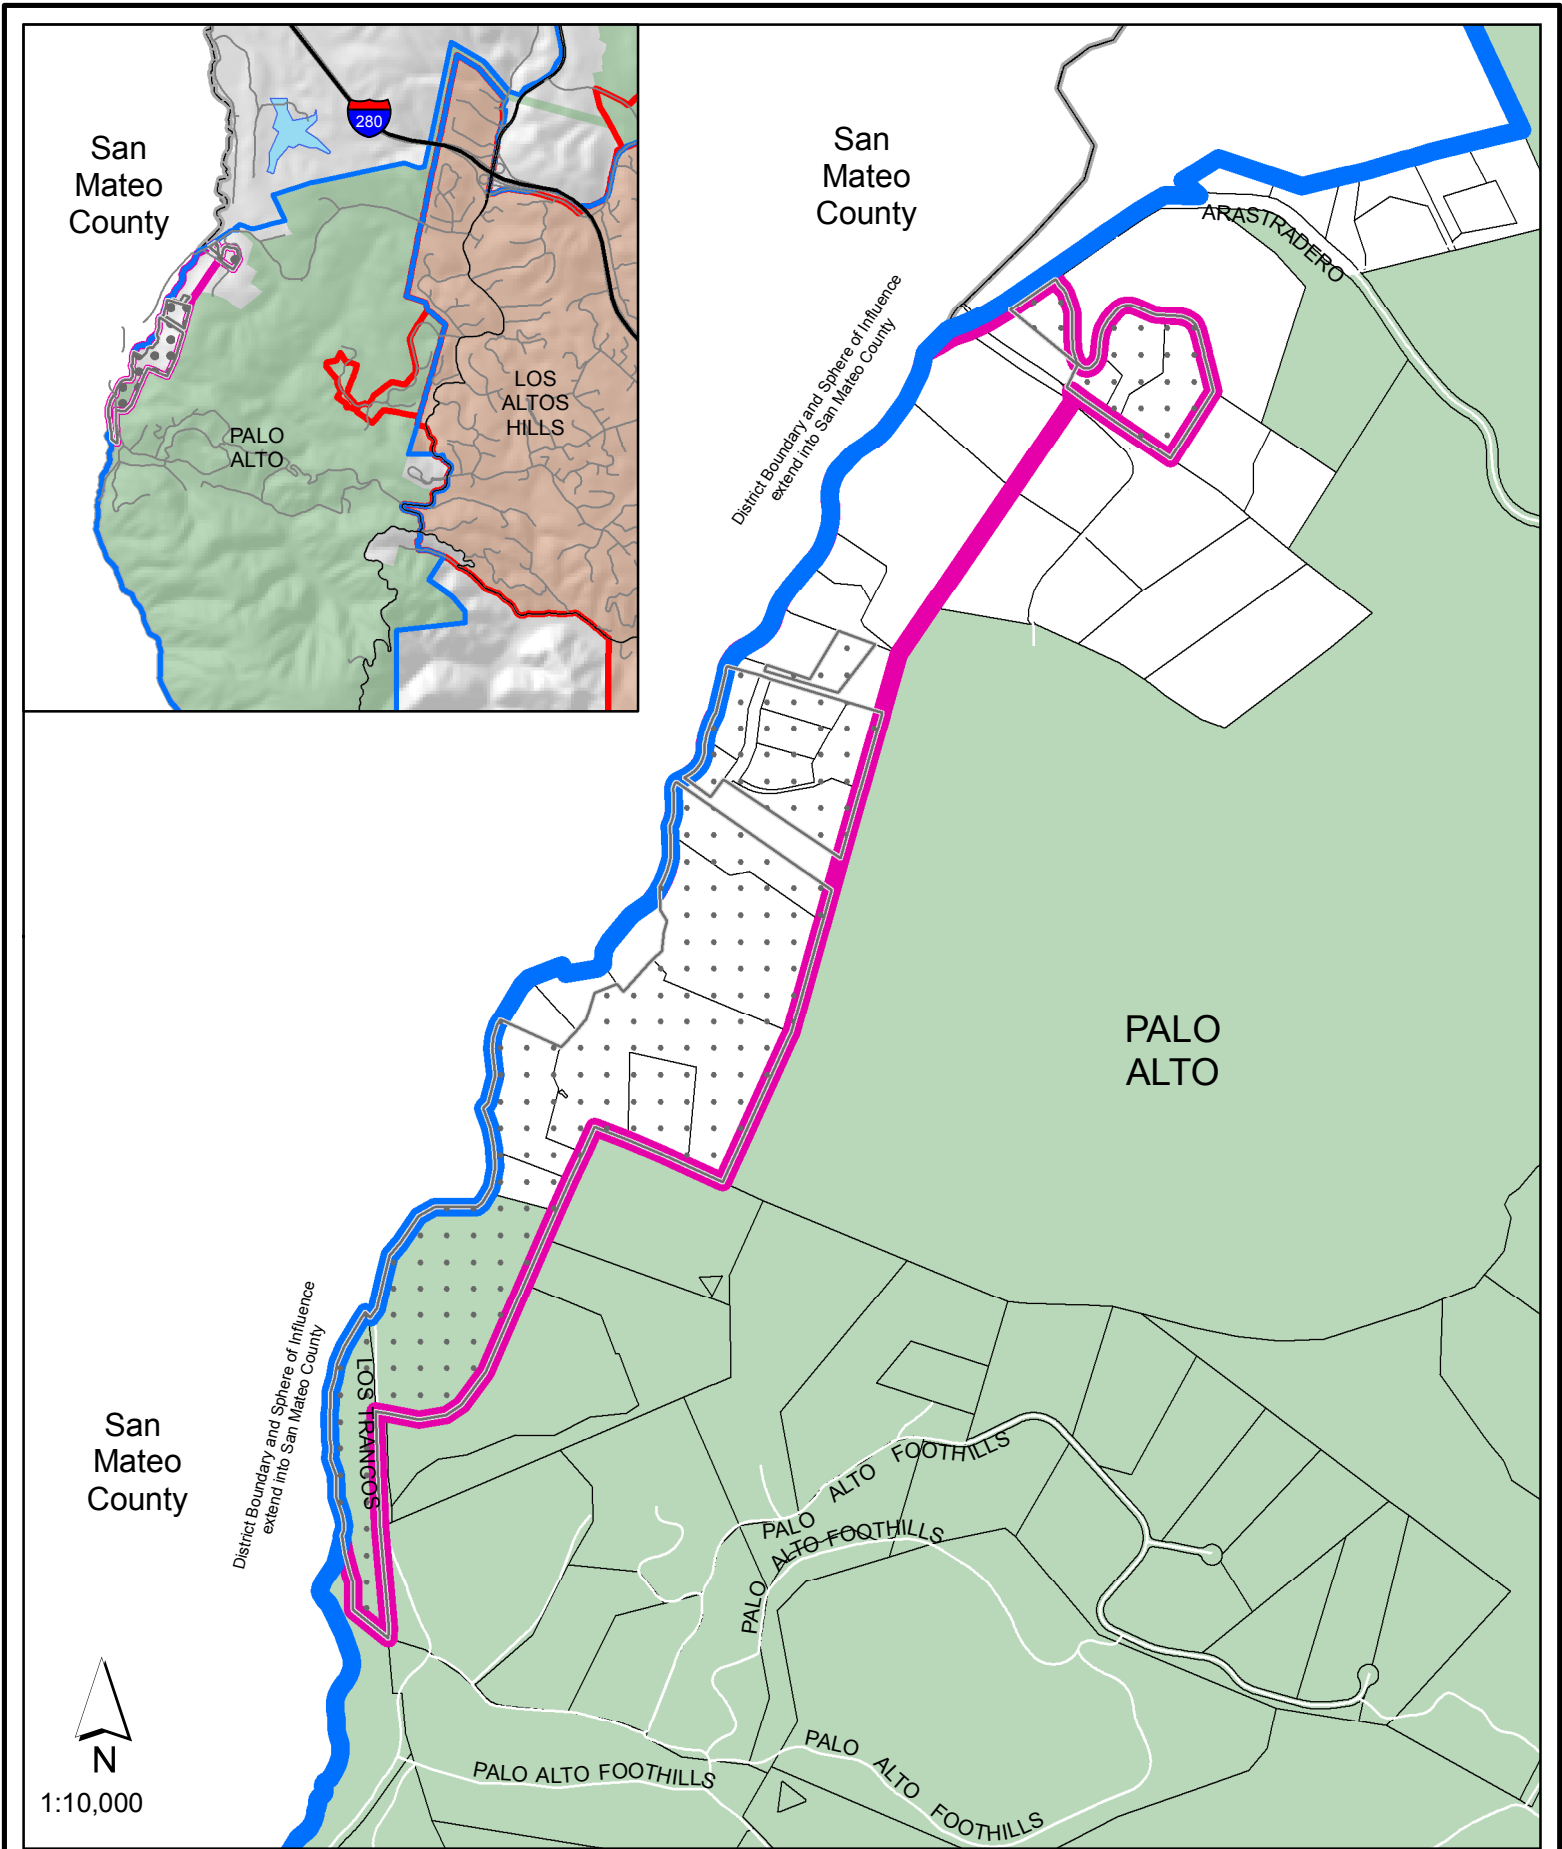 San
Mateo
County
280
LOS
ALTOS
HILLS
PALO
ALTO
San
Mateo
County
ARASTRADERO
District Boundary and Sphere of Influence
extend into San Mateo County
PALO
ALTO
District Boundary and Sphere of Influence
extend into San Mateo County
LOS TRANCOS
San
Mateo
County
PALO ALTO FOOTHILLS
PALO ALTO FOOTHILLS
PALO ALTO FOOTHILLS
PALO ALTO FOOTHILLS
N
1:10,000